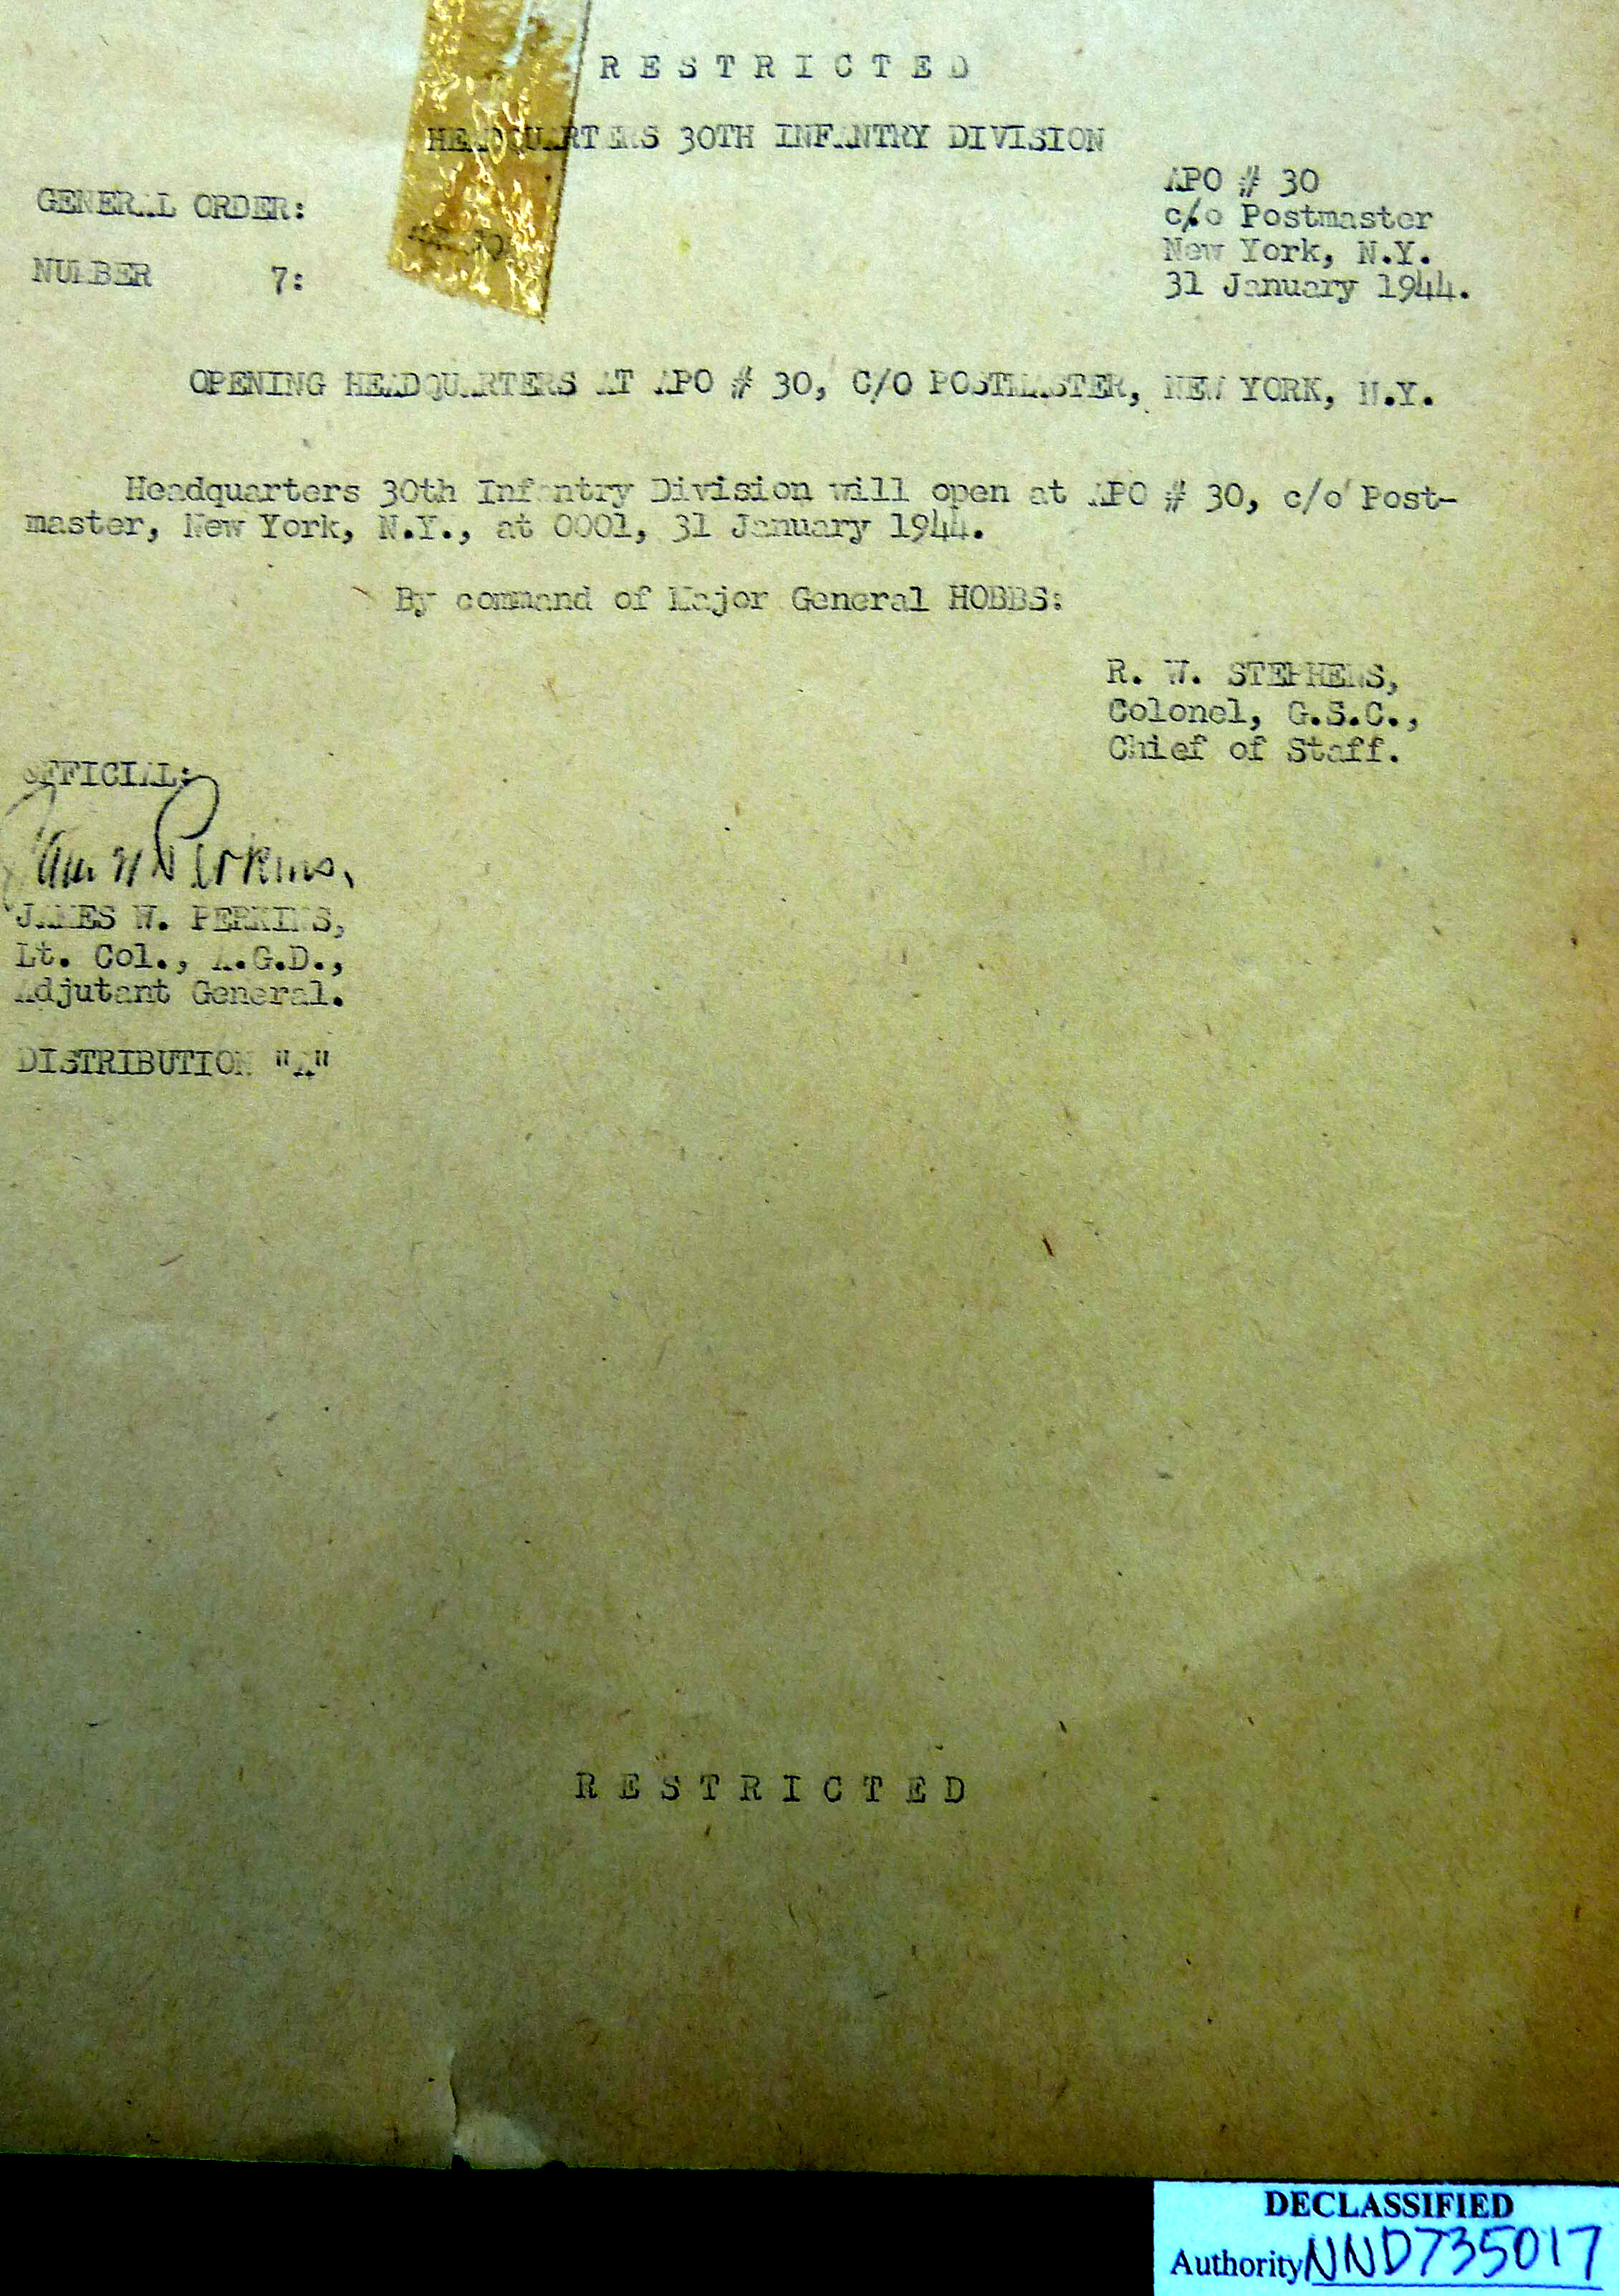 R E S T R I C T E D
HEADQUARTERS 30TH INFANTRY DIVISION
APO # 30
GENERAL ORDER:
c/o Postmaster
New York, N.Y.
NUMBER 7:
31 January 1944.
OPENING HEADQUARTERS AT APO # 30, C/O POSTMASTER, NEW YORK, N.Y.
Headquarters 30th Infantry Division will open at APO # 30, c/o Post-
master, New York, N.Y., at 0001, 31 January 1944.
By command of Major General HOBBS:
R. W. STEPHENS,
Colonel, G.S.C.,
Chief of Staff.
OFFICIAL:
James W Perkins,
JAMES W. PERKINS,
Lt. Col., A.G.D.,
Adjutant General.
DISTRIBUTION "A"
R E S T R I C T E D
DECLASSIFIED
Authority NND735017